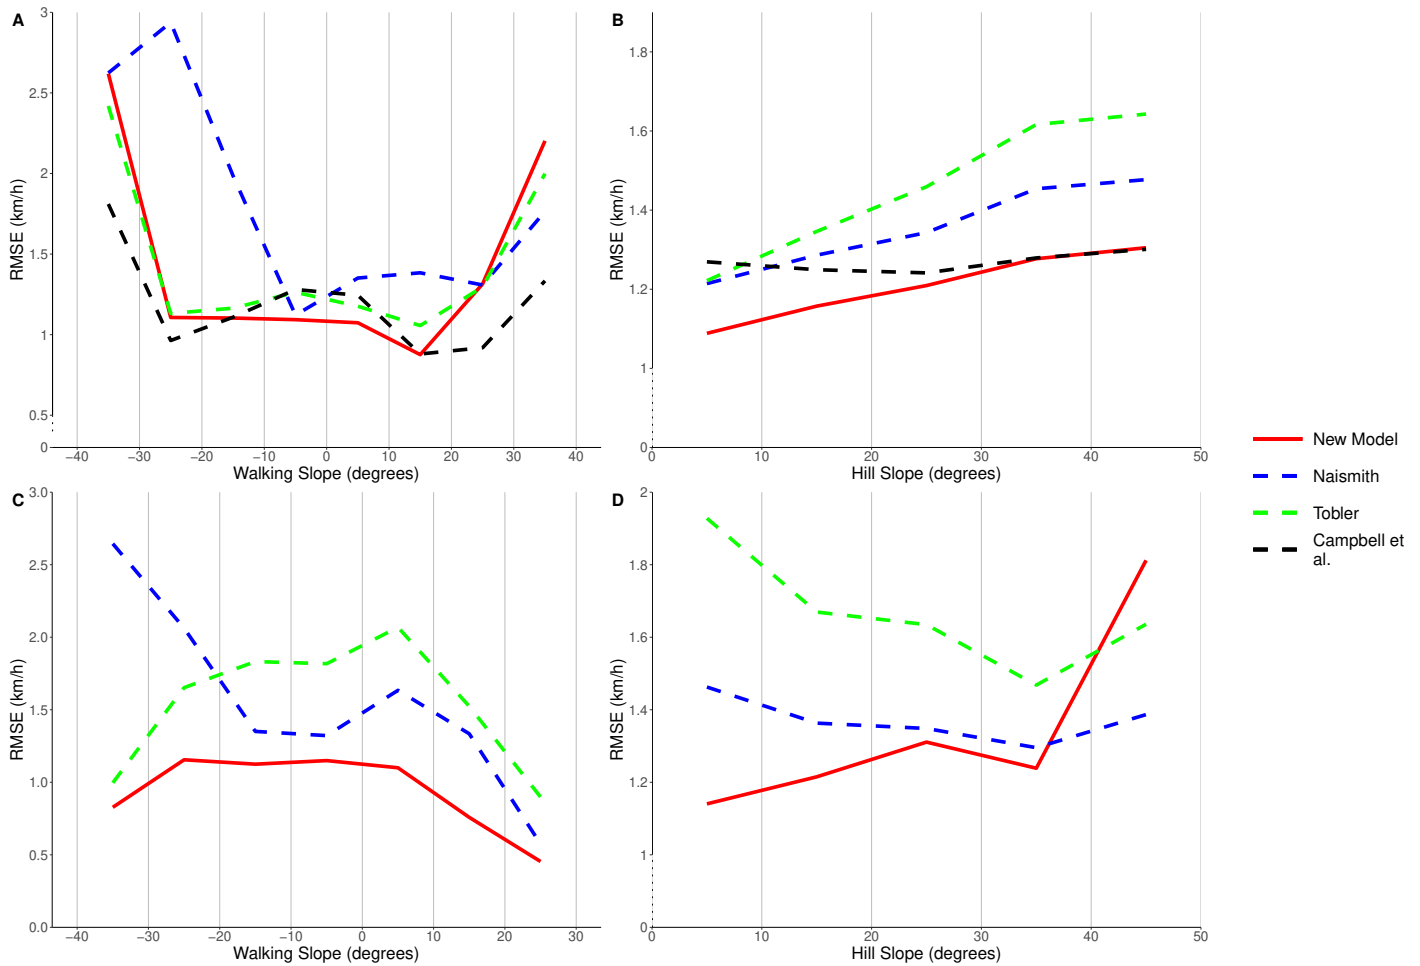 A
3
2.5
2
1.5
1
0.5
0
RMSE (km/h)
−40 −30 −20 −10 0 10 20 30 40
Walking Slope (degrees)
B
1.8
1.6
1.4
1.2
1
0
RMSE (km/h)
0 10 20 30 40 50
Hill Slope (degrees)
C
3.0
2.5
2.0
1.5
1.0
0.5
0.0
RMSE (km/h)
−40 −30 −20 −10 0 10 20 30
Walking Slope (degrees)
D
2
1.8
1.6
1.4
1.2
1
0
RMSE (km/h)
0 10 20 30 40 50
Hill Slope (degrees)
New Model
Naismith
Tobler
Campbell et
al.